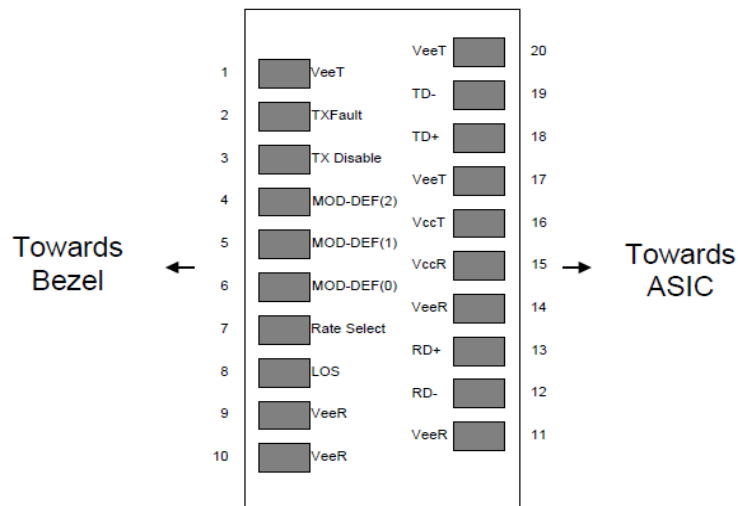 VeeT 20
1 VeeT
TD- 19
2 TXFault
TD+ 18
3 TX Disable
VeeT 17
4 MOD-DEF(2)
VccT 16
5 MOD-DEF(1)
VccR 15
6 MOD-DEF(0)
VeeR 14
7 Rate Select
RD+ 13
8 LOS
RD- 12
9 VeeR
VeeR 11
10 VeeR
Towards
Bezel
Towards
ASIC